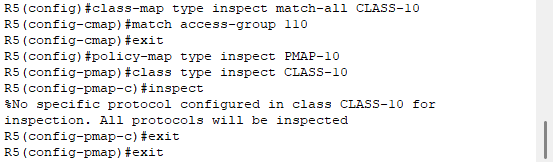 R5(config)#class-map type inspect match-all CLASS-10
R5(config-cmap)#match access-group 110
R5(config-cmap)#exit
R5(config)#policy-map type inspect PMAP-10
R5(config-pmap)#class type inspect CLASS-10
R5(config-pmap-c)#inspect
%No specific protocol configured in class CLASS-10 for
inspection. All protocols will be inspected
R5(config-pmap-c)#exit
R5(config-pmap)#exit